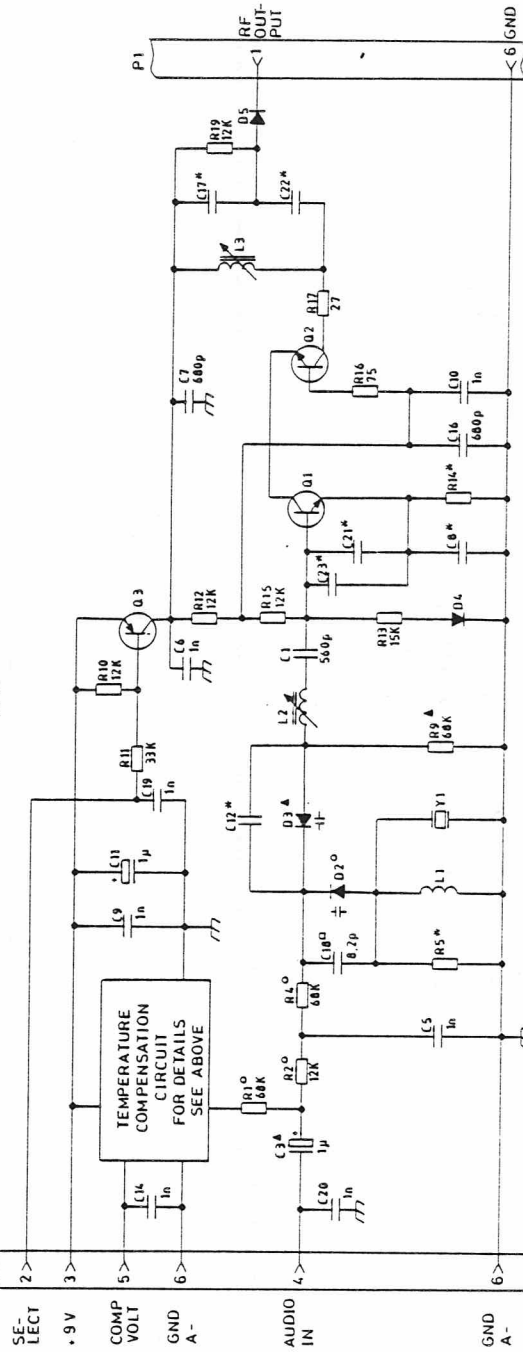 SE-
LECT
2
+9V
3
COMP
VOLT
5
GND
A-
6
AUDIO
IN
4
GND
A-
6
C14
1n
TEMPERATURE
COMPENSATION
CIRCUIT
FOR DETAILS
SEE ABOVE
C9
1n
+ C11
1µ
C19
1n
R11
33K
R10
12K
Q3
C6
1n
C7
680p
R12
12K
R15
12K
L3
C17*
R19
12K
C22*
D5
P1
1
RF
OUT-
PUT
R17
27
Q2
R16
75
Q1
C16
680p
C10
1n
R14*
C21*
C8*
C23*
R13
15K
D4
C1
560p
L2
C12*
D3▲
R9▲
68K
D2○
Y1
L1
C18□
8,2p
R5*
R4○
68K
R2○
12K
C5
1n
R1○
68K
C3▲
+
1µ
C20
1n
6
GND